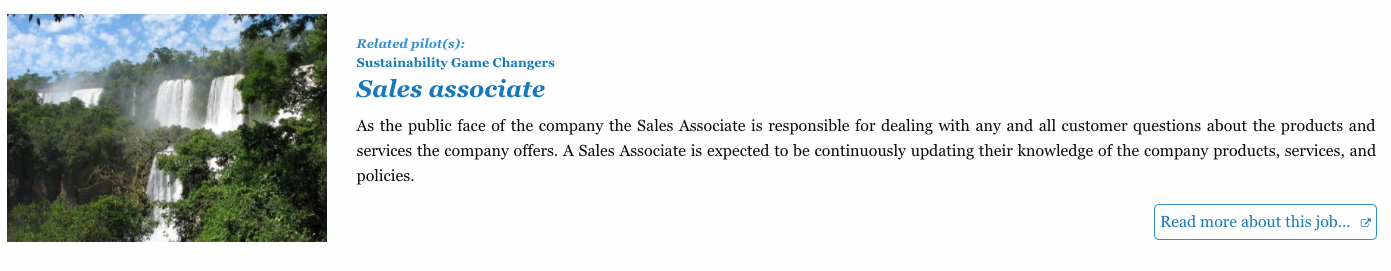 Related pilot(s):
Sustainability Game Changers
Sales associate
As the public face of the company the Sales Associate is responsible for dealing with any and all customer questions about the products and
services the company offers. A Sales Associate is expected to be continuously updating their knowledge of the company products, services, and
policies.
Read more about this job...